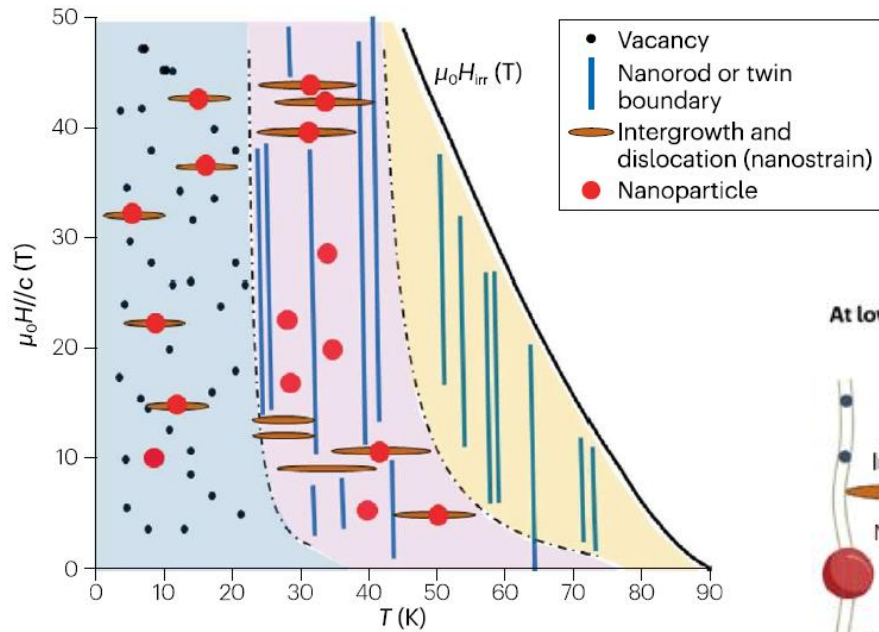 50
40
30
20
10
0
μ₀H//c (T)
μ₀Hᵢᵣᵣ (T)
0 10 20 30 40 50 60 70 80 90
T (K)
Vacancy
Nanorod or twin
boundary
Intergrowth and
dislocation (nanostrain)
Nanoparticle
At lo
I
N